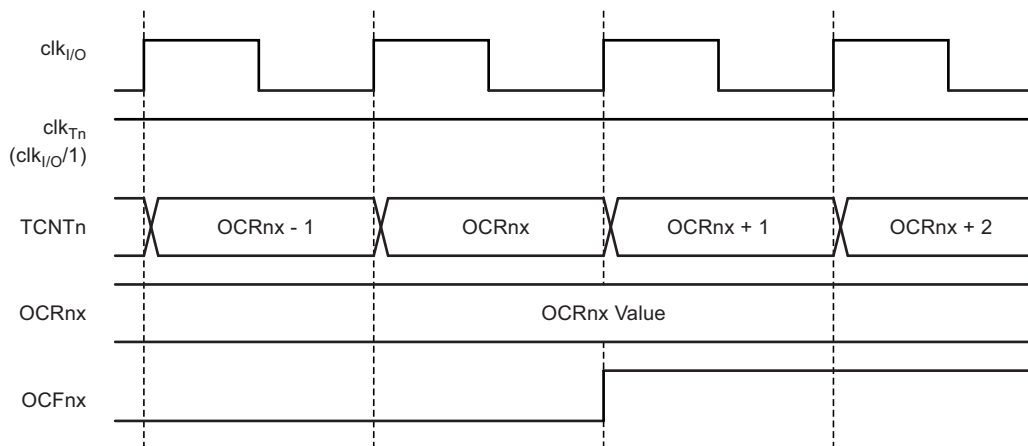 clkI/O
clkTn
(clkI/O/1)
TCNTn OCRnx - 1 OCRnx OCRnx + 1 OCRnx + 2
OCRnx OCRnx Value
OCFnx